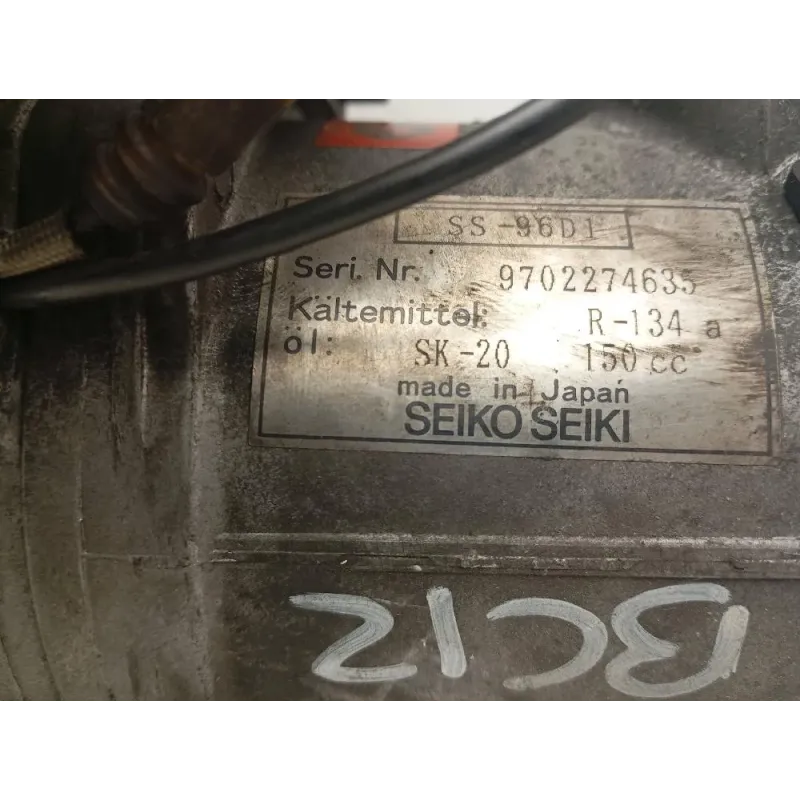 SS-96D1
Seri. Nr. 9702274635
Kältemittel: R-134 a
öl: SK-20 150 cc
made in Japan
SEIKO SEIKI
BC12